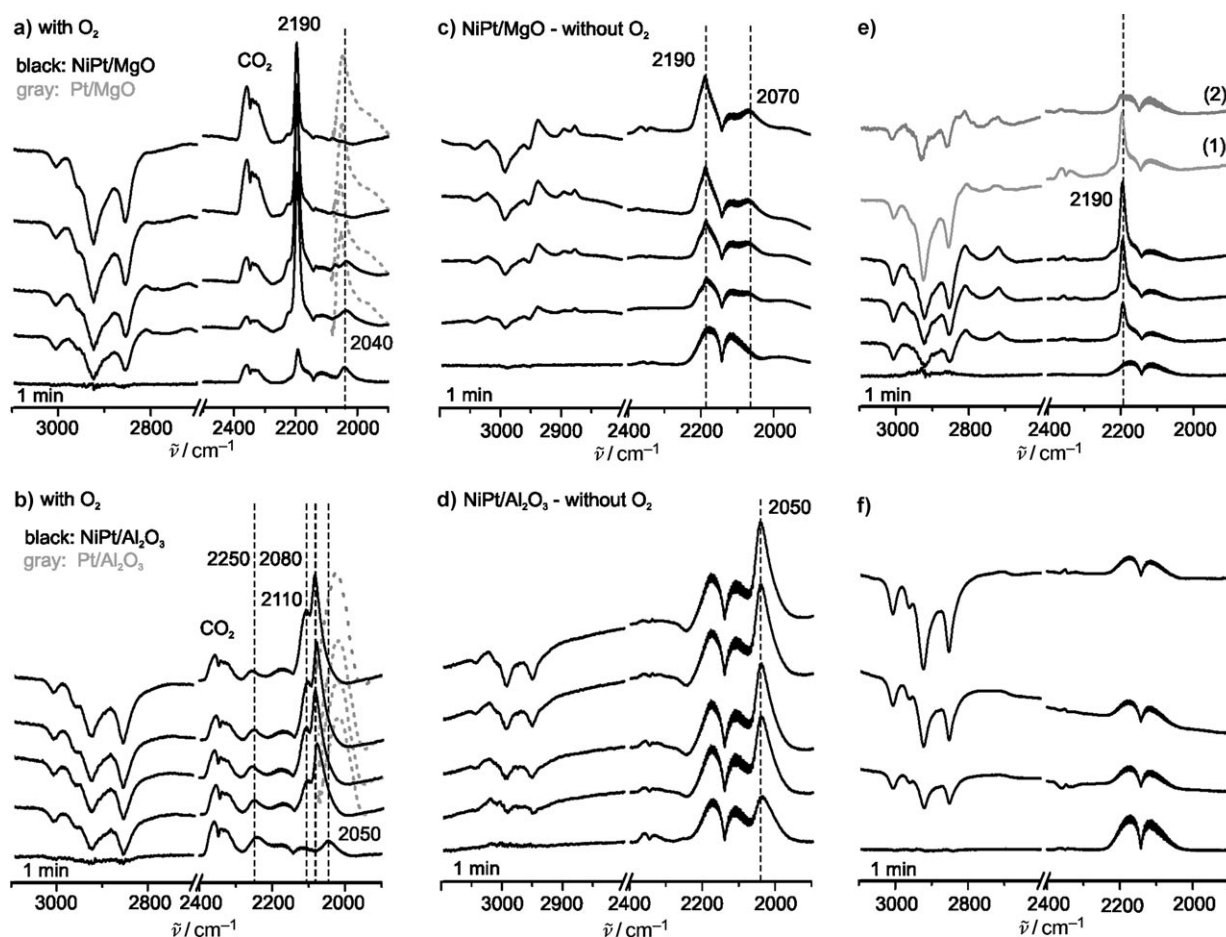 a) with O₂
2190
black: NiPt/MgO
gray: Pt/MgO
CO₂
2040
1 min
3000 2800 2400 2200 2000
ν̃ / cm⁻¹
c) NiPt/MgO - without O₂
2190
2070
1 min
3000 2900 2200 2000
ν̃ / cm⁻¹
e)
(2)
(1)
2190
1 min
3000 2800 2200 2000
ν̃ / cm⁻¹
b) with O₂
black: NiPt/Al₂O₃
gray: Pt/Al₂O₃
2250 2080
2110
CO₂
2050
1 min
3000 2800 2400 2200 2000
ν̃ / cm⁻¹
d) NiPt/Al₂O₃ - without O₂
2050
1 min
3000 2900 2200 2000
ν̃ / cm⁻¹
f)
1 min
3000 2800 2200 2000
ν̃ / cm⁻¹